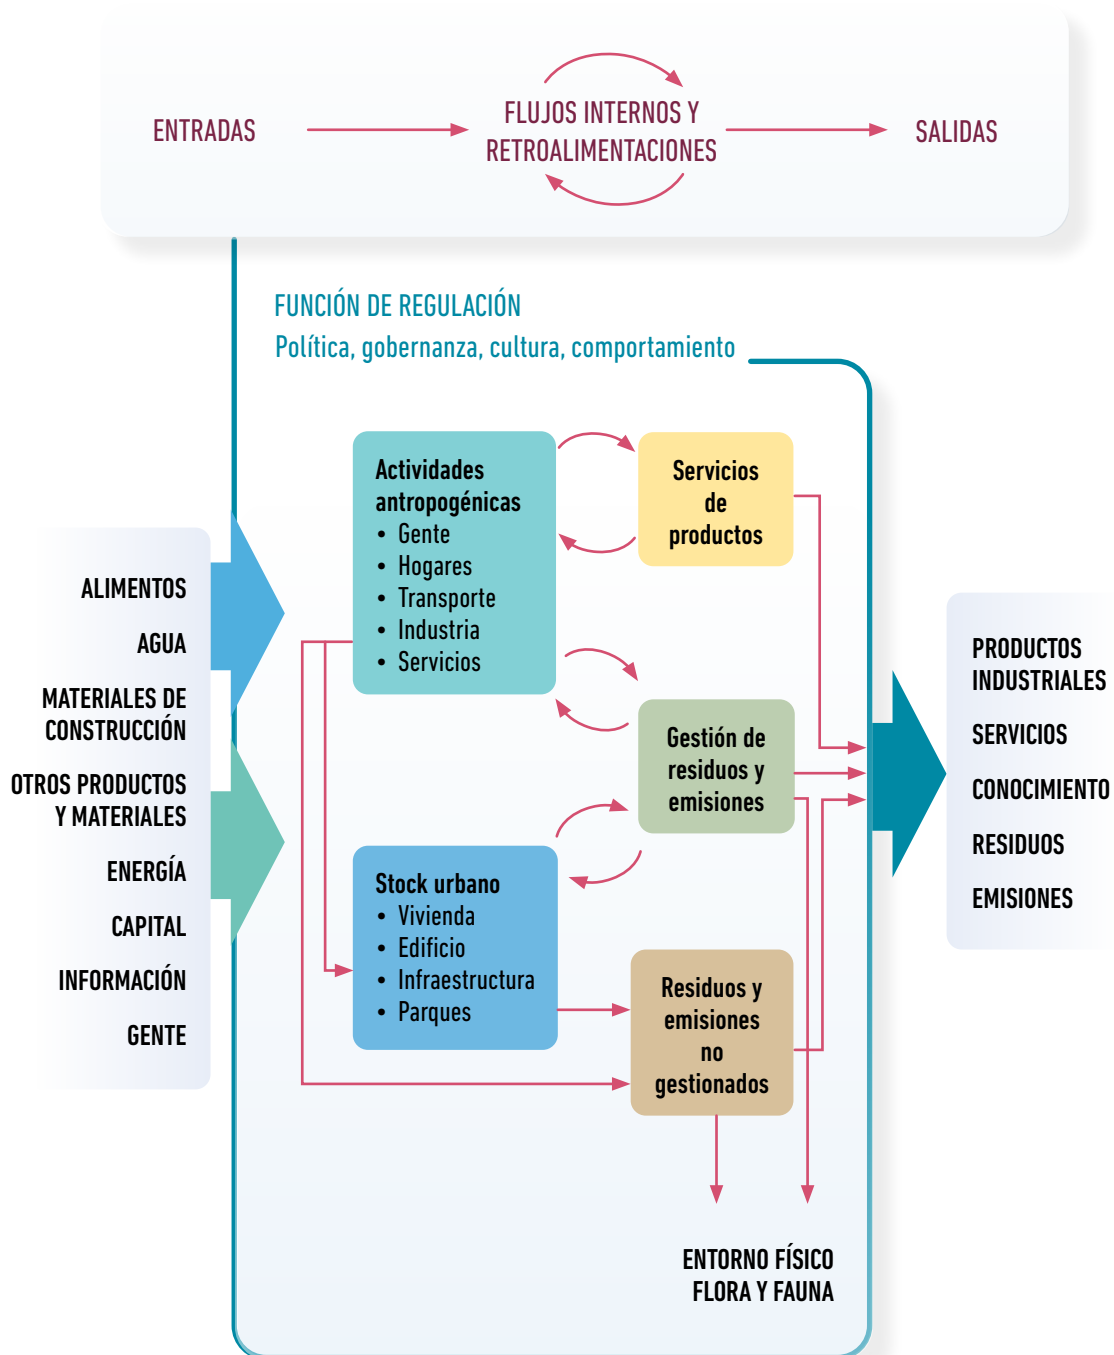 ENTRADAS
FLUJOS INTERNOS Y
RETROALIMENTACIONES
SALIDAS
FUNCIÓN DE REGULACIÓN
Política, gobernanza, cultura, comportamiento
ALIMENTOS
AGUA
MATERIALES DE
CONSTRUCCIÓN
OTROS PRODUCTOS
Y MATERIALES
ENERGÍA
CAPITAL
INFORMACIÓN
GENTE
Actividades
antropogénicas
• Gente
• Hogares
• Transporte
• Industria
• Servicios
Servicios
de
productos
Gestión de
residuos y
emisiones
Stock urbano
• Vivienda
• Edificio
• Infraestructura
• Parques
Residuos y
emisiones
no
gestionados
ENTORNO FÍSICO
FLORA Y FAUNA
PRODUCTOS
INDUSTRIALES
SERVICIOS
CONOCIMIENTO
RESIDUOS
EMISIONES